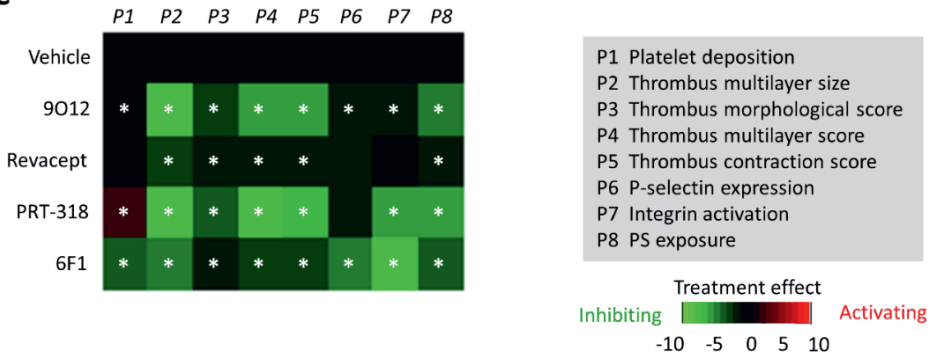 P1 P2 P3 P4 P5 P6 P7 P8
Vehicle
9O12 * * * * * * * *
Revacept * * * * *
PRT-318 * * * * * * *
6F1 * * * * * * * *
P1 Platelet deposition
P2 Thrombus multilayer size
P3 Thrombus morphological score
P4 Thrombus multilayer score
P5 Thrombus contraction score
P6 P-selectin expression
P7 Integrin activation
P8 PS exposure
Treatment effect
Inhibiting Activating
-10 -5 0 5 10